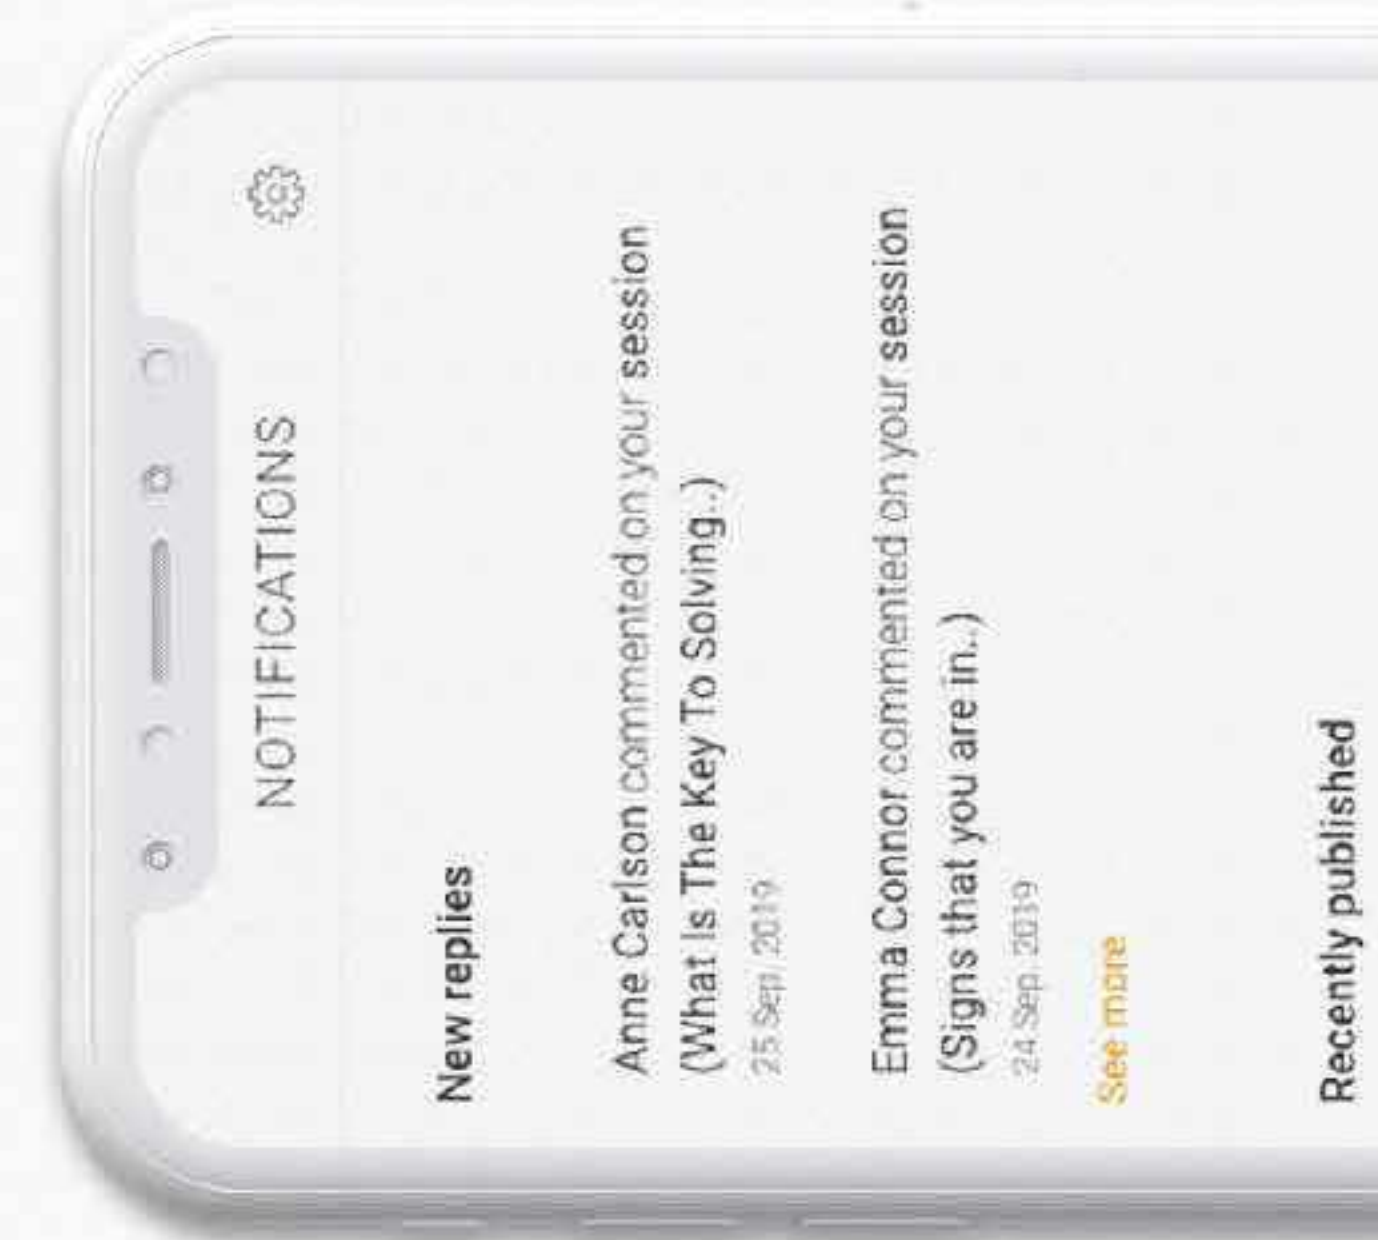 NOTIFICATIONS
New replies
Anne Carlson commented on your session
(What Is The Key To Solving..)
25 Sep, 2019
Emma Connor commented on your session
(Signs that you are in..)
24 Sep, 2019
See more
Recently published